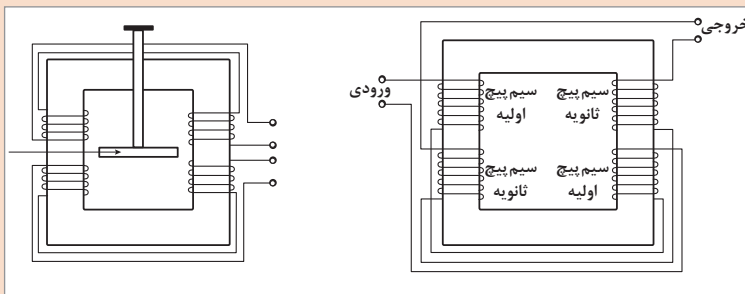 خروجی
ورودی
سیم پیچ
اولیه
سیم پیچ
ثانویه
سیم پیچ
ثانویه
سیم پیچ
اولیه